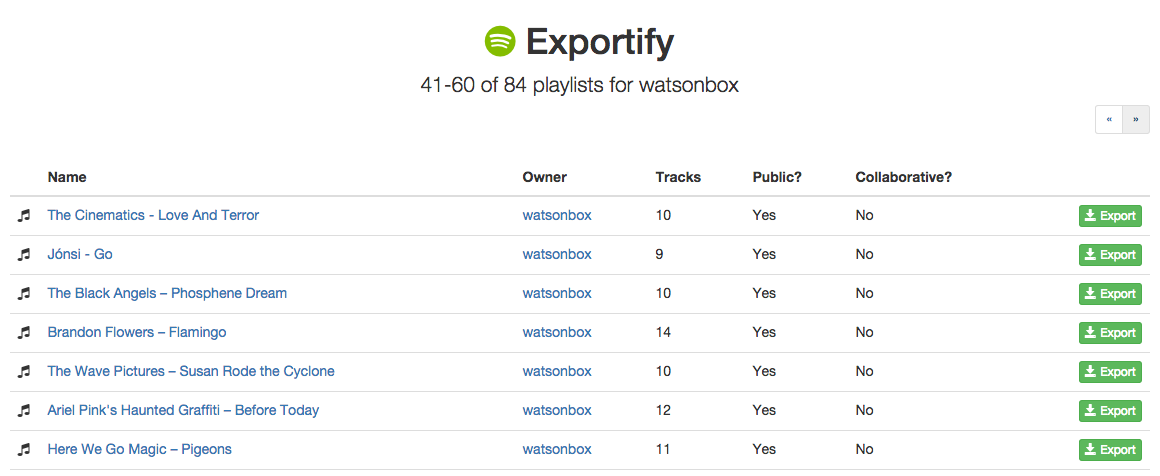 Exportify
41-60 of 84 playlists for watsonbox
« »
Name Owner Tracks Public? Collaborative?
The Cinematics - Love And Terror watsonbox 10 Yes No Export
Jónsi - Go watsonbox 9 Yes No Export
The Black Angels – Phosphene Dream watsonbox 10 Yes No Export
Brandon Flowers – Flamingo watsonbox 14 Yes No Export
The Wave Pictures – Susan Rode the Cyclone watsonbox 10 Yes No Export
Ariel Pink's Haunted Graffiti – Before Today watsonbox 12 Yes No Export
Here We Go Magic – Pigeons watsonbox 11 Yes No Export